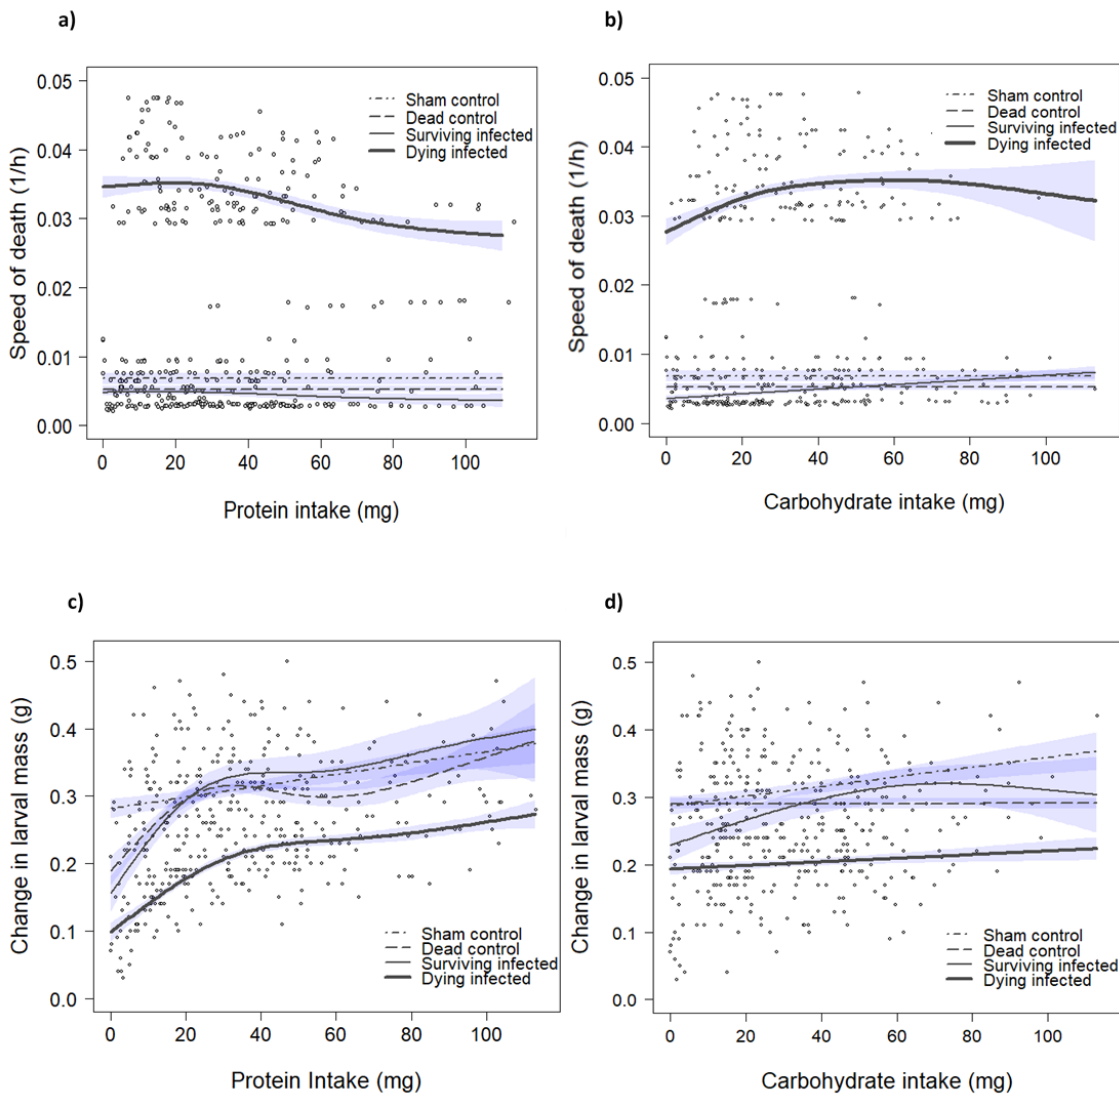 a)
Speed of death (1/h)
0.05
0.04
0.03
0.02
0.01
0.00
Sham control
Dead control
Surviving infected
Dying infected
0 20 40 60 80 100
Protein intake (mg)
b)
Speed of death (1/h)
0.05
0.04
0.03
0.02
0.01
0.00
Sham control
Dead control
Surviving infected
Dying infected
0 20 40 60 80 100
Carbohydrate intake (mg)
c)
Change in larval mass (g)
0.5
0.4
0.3
0.2
0.1
0.0
Sham control
Dead control
Surviving infected
Dying infected
0 20 40 60 80 100
Protein Intake (mg)
d)
Change in larval mass (g)
0.5
0.4
0.3
0.2
0.1
0.0
Sham control
Dead control
Surviving infected
Dying infected
0 20 40 60 80 100
Carbohydrate intake (mg)